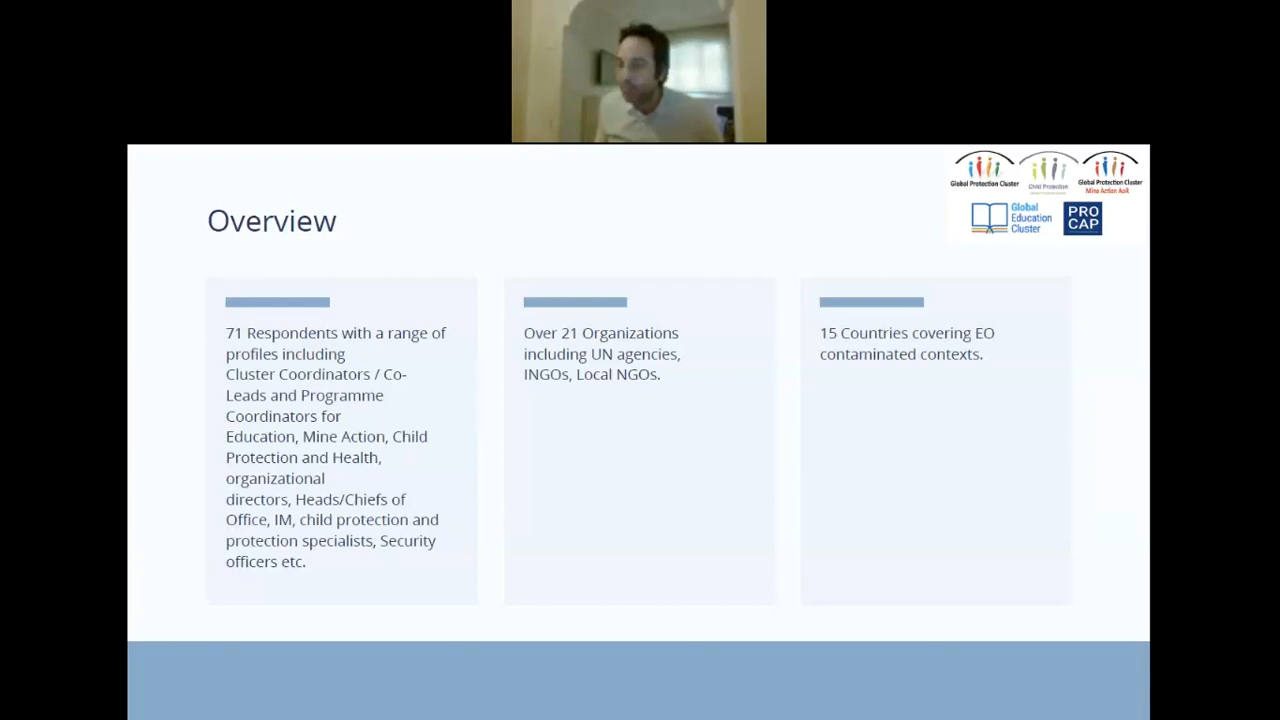 Global Protection Cluster
Child Protection
Global Protection Cluster
Mine Action AoR
Global
Education
Cluster
PRO
CAP
Overview
71 Respondents with a range of
profiles including
Cluster Coordinators / Co-
Leads and Programme
Coordinators for
Education, Mine Action, Child
Protection and Health,
organizational
directors, Heads/Chiefs of
Office, IM, child protection and
protection specialists, Security
officers etc.
Over 21 Organizations
including UN agencies,
INGOs, Local NGOs.
15 Countries covering EO
contaminated contexts.